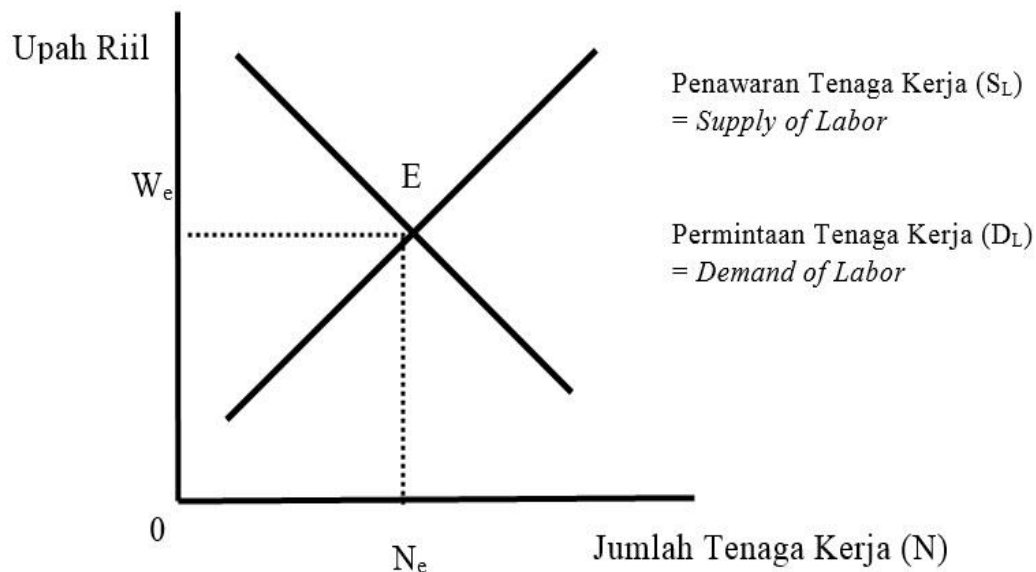 Upah Riil
Penawaran Tenaga Kerja (SL)
= Supply of Labor
E
We
Permintaan Tenaga Kerja (DL)
= Demand of Labor
0
Ne
Jumlah Tenaga Kerja (N)